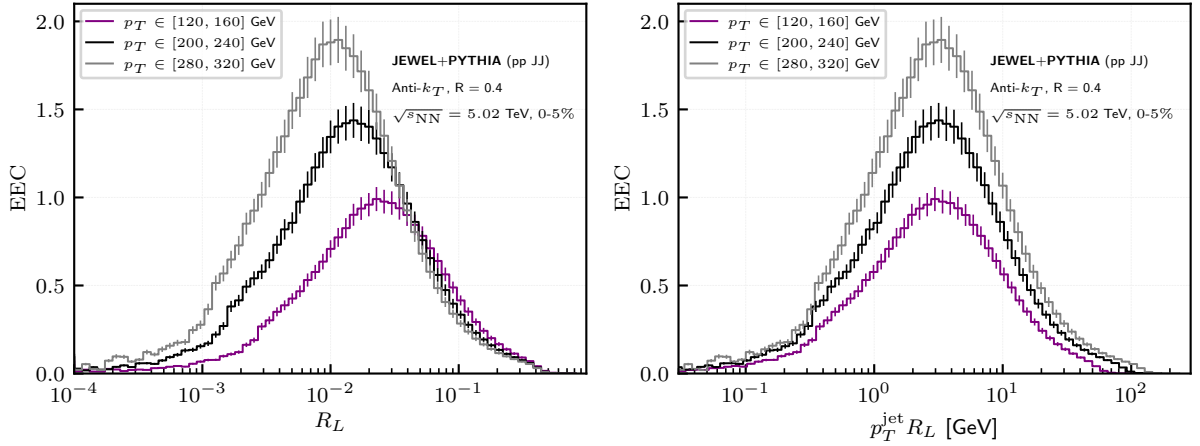 2.0
1.5
1.0
0.5
0.0
EEC
p_T ∈ [120, 160] GeV
p_T ∈ [200, 240] GeV
p_T ∈ [280, 320] GeV
JEWEL+PYTHIA (pp JJ)
Anti-k_T, R = 0.4
√s_NN = 5.02 TeV, 0-5%
10^−4 10^−3 10^−2 10^−1
R_L
2.0
1.5
1.0
0.5
0.0
EEC
p_T ∈ [120, 160] GeV
p_T ∈ [200, 240] GeV
p_T ∈ [280, 320] GeV
JEWEL+PYTHIA (pp JJ)
Anti-k_T, R = 0.4
√s_NN = 5.02 TeV, 0-5%
10^−1 10^0 10^1 10^2
p_T^jet R_L [GeV]